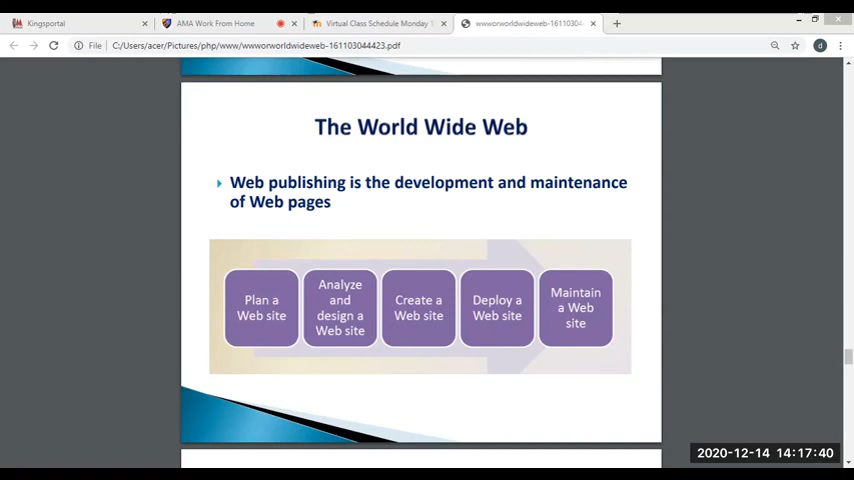 Kingsportal
AMA Work From Home
Virtual Class Schedule Monday
wwworworldwideweb-1611030
File
C:/Users/acer/Pictures/php/www/wwworworldwideweb-161103044423.pdf
d
The World Wide Web
Web publishing is the development and maintenance
of Web pages
Plan a
Web site
Analyze
and
design a
Web site
Create a
Web site
Deploy a
Web site
Maintain
a Web
site
2020-12-14 14:17:40